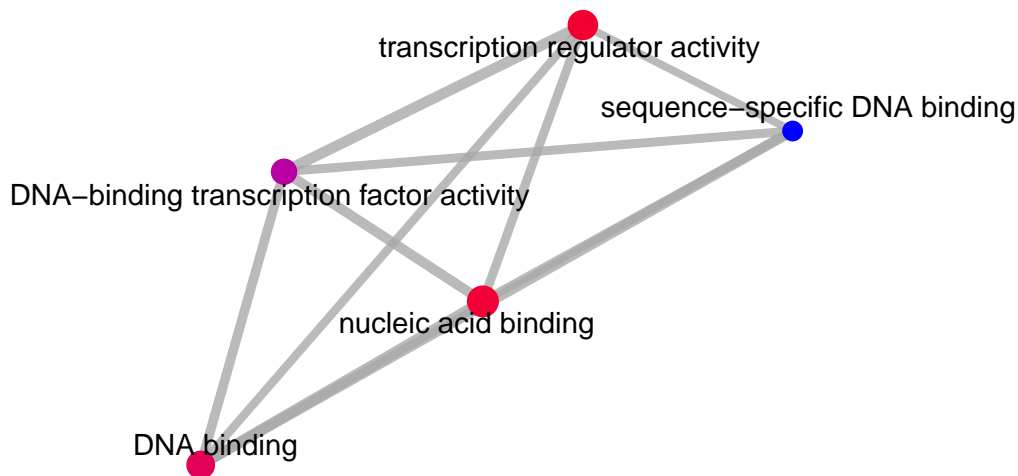 transcription regulator activity
sequence−specific DNA binding
DNA−binding transcription factor activity
nucleic acid binding
DNA binding